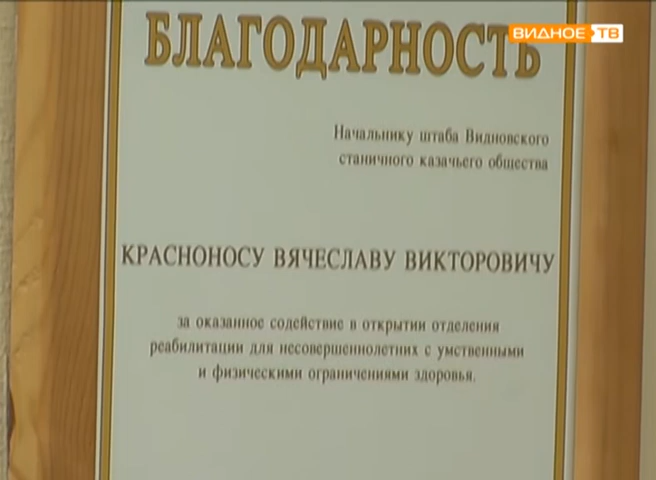 ВИДНОЕ ТВ
БЛАГОДАРНОСТЬ
Начальнику штаба Видновского
станичного казачьего общества
КРАСНОНОСУ ВЯЧЕСЛАВУ ВИКТОРОВИЧУ
за оказанное содействие в открытии отделения
реабилитации для несовершеннолетних с умственными
и физическими ограничениями здоровья.